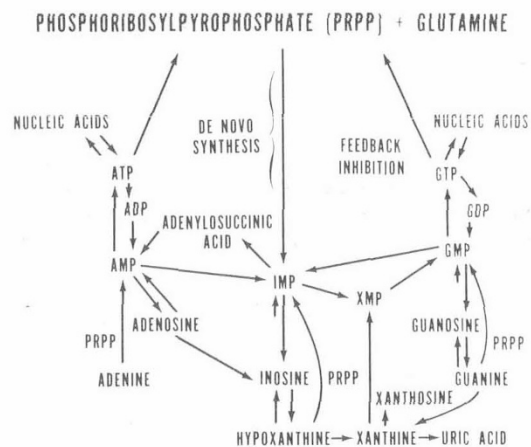 PHOSPHORIBOSYLPYROPHOSPHATE (PRPP) + GLUTAMINE
NUCLEIC ACIDS
DE NOVO
SYNTHESIS
FEEDBACK
INHIBITION
NUCLEIC ACIDS
ATP
GTP
ADP
GDP
ADENYLOSUCCINIC
ACID
AMP
IMP
XMP
GMP
ADENOSINE
GUANOSINE
PRPP
PRPP
PRPP
ADENINE
INOSINE
GUANINE
XANTHOSINE
HYPOXANTHINE
XANTHINE
URIC ACID